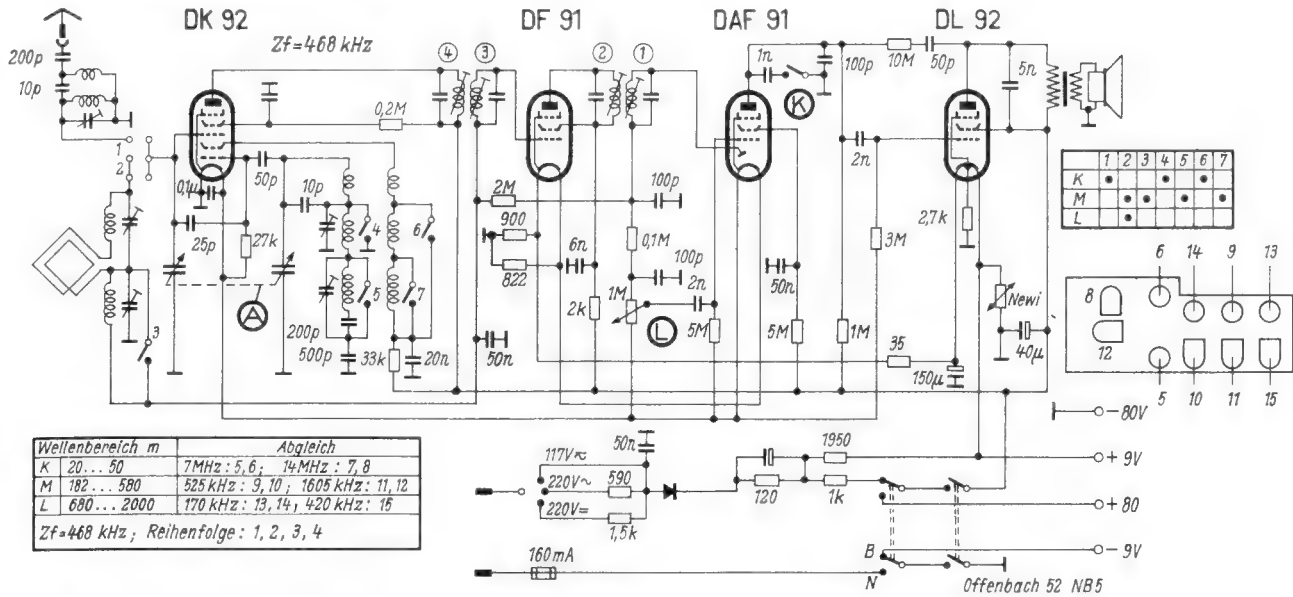 DK 92
DF 91
DAF 91
DL 92
Zf=468 kHz
4
3
2
1
200p
10p
1
2
3
0,1µ
50p
25p
27k
10p
A
0,2M
4
5
6
7
200p
500p
33k
20n
2M
900
822
6n
2k
50n
100p
0,1M
100p
1M
2n
L
5M
1n
K
100p
50n
5M
10M
50p
2n
3M
1M
35
5n
2,7k
150µ
Newi
40µ
1 2 3 4 5 6 7
K
M
L
6 14 9 13
8
12
5 10 11 15
Wellenbereich m Abgleich
K 20...50 7MHz: 5,6; 14MHz: 7,8
M 182...580 525 kHz: 9,10; 1605 kHz: 11,12
L 680...2000 170 kHz: 13,14; 420 kHz: 15
Zf=468 kHz; Reihenfolge: 1, 2, 3, 4
50n
117V≂
220V~
220V=
590
1,5k
160mA
120
1950
1k
B
N
-80V
+ 9V
+ 80
- 9V
Offenbach 52 NB5